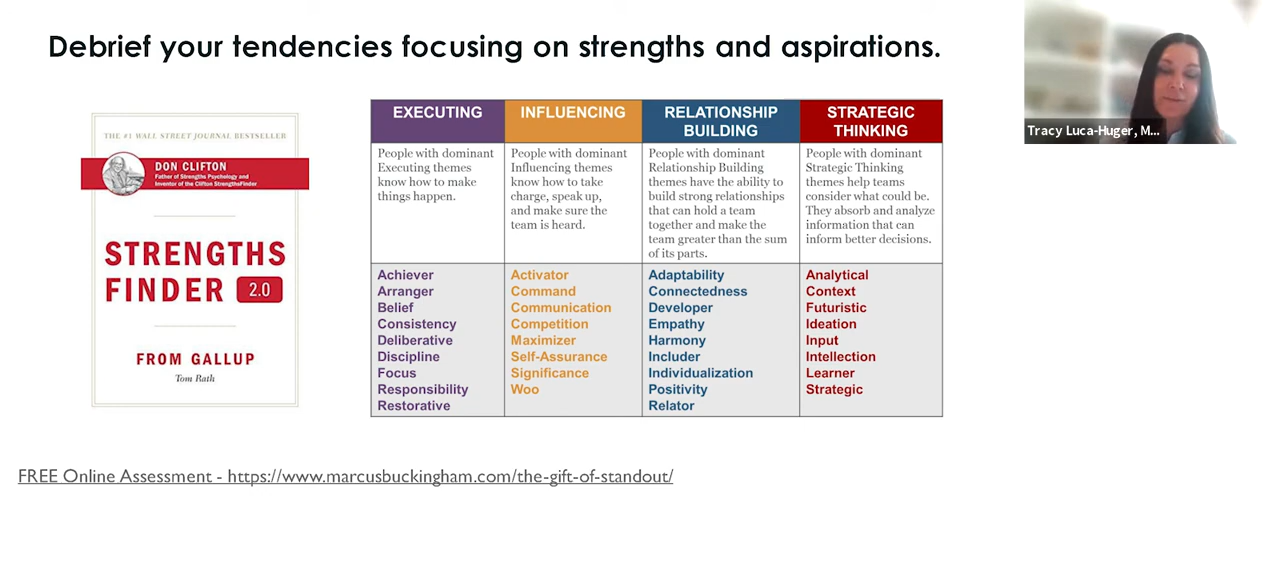 Debrief your tendencies focusing on strengths and aspirations.
Tracy Luca-Huger, M...
THE #1 WALL STREET JOURNAL BESTSELLER
DON CLIFTON
Father of Strengths Psychology and
Inventor of the Clifton StrengthsFinder
STRENGTHS
FINDER 2.0
FROM GALLUP
Tom Rath
EXECUTING
People with dominant
Executing themes
know how to make
things happen.
Achiever
Arranger
Belief
Consistency
Deliberative
Discipline
Focus
Responsibility
Restorative
INFLUENCING
People with dominant
Influencing themes
know how to take
charge, speak up,
and make sure the
team is heard.
Activator
Command
Communication
Competition
Maximizer
Self-Assurance
Significance
Woo
RELATIONSHIP
BUILDING
People with dominant
Relationship Building
themes have the ability to
build strong relationships
that can hold a team
together and make the
team greater than the sum
of its parts.
Adaptability
Connectedness
Developer
Empathy
Harmony
Includer
Individualization
Positivity
Relator
STRATEGIC
THINKING
People with dominant
Strategic Thinking
themes help teams
consider what could be.
They absorb and analyze
information that can
inform better decisions.
Analytical
Context
Futuristic
Ideation
Input
Intellection
Learner
Strategic
FREE Online Assessment - https://www.marcusbuckingham.com/the-gift-of-standout/